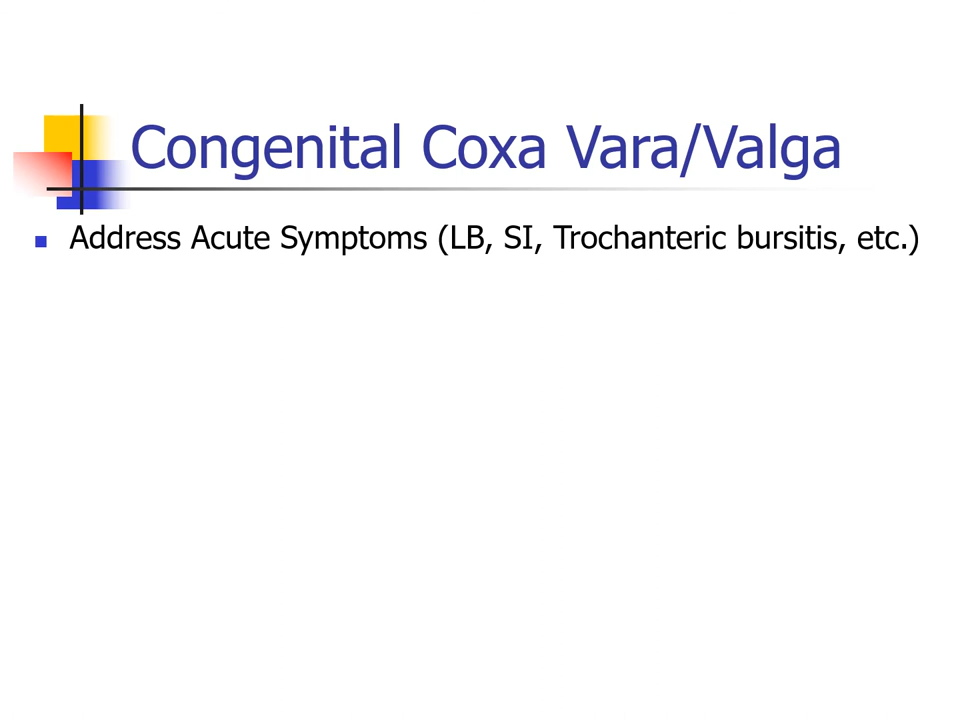 Congenital Coxa Vara/Valga
Address Acute Symptoms (LB, SI, Trochanteric bursitis, etc.)